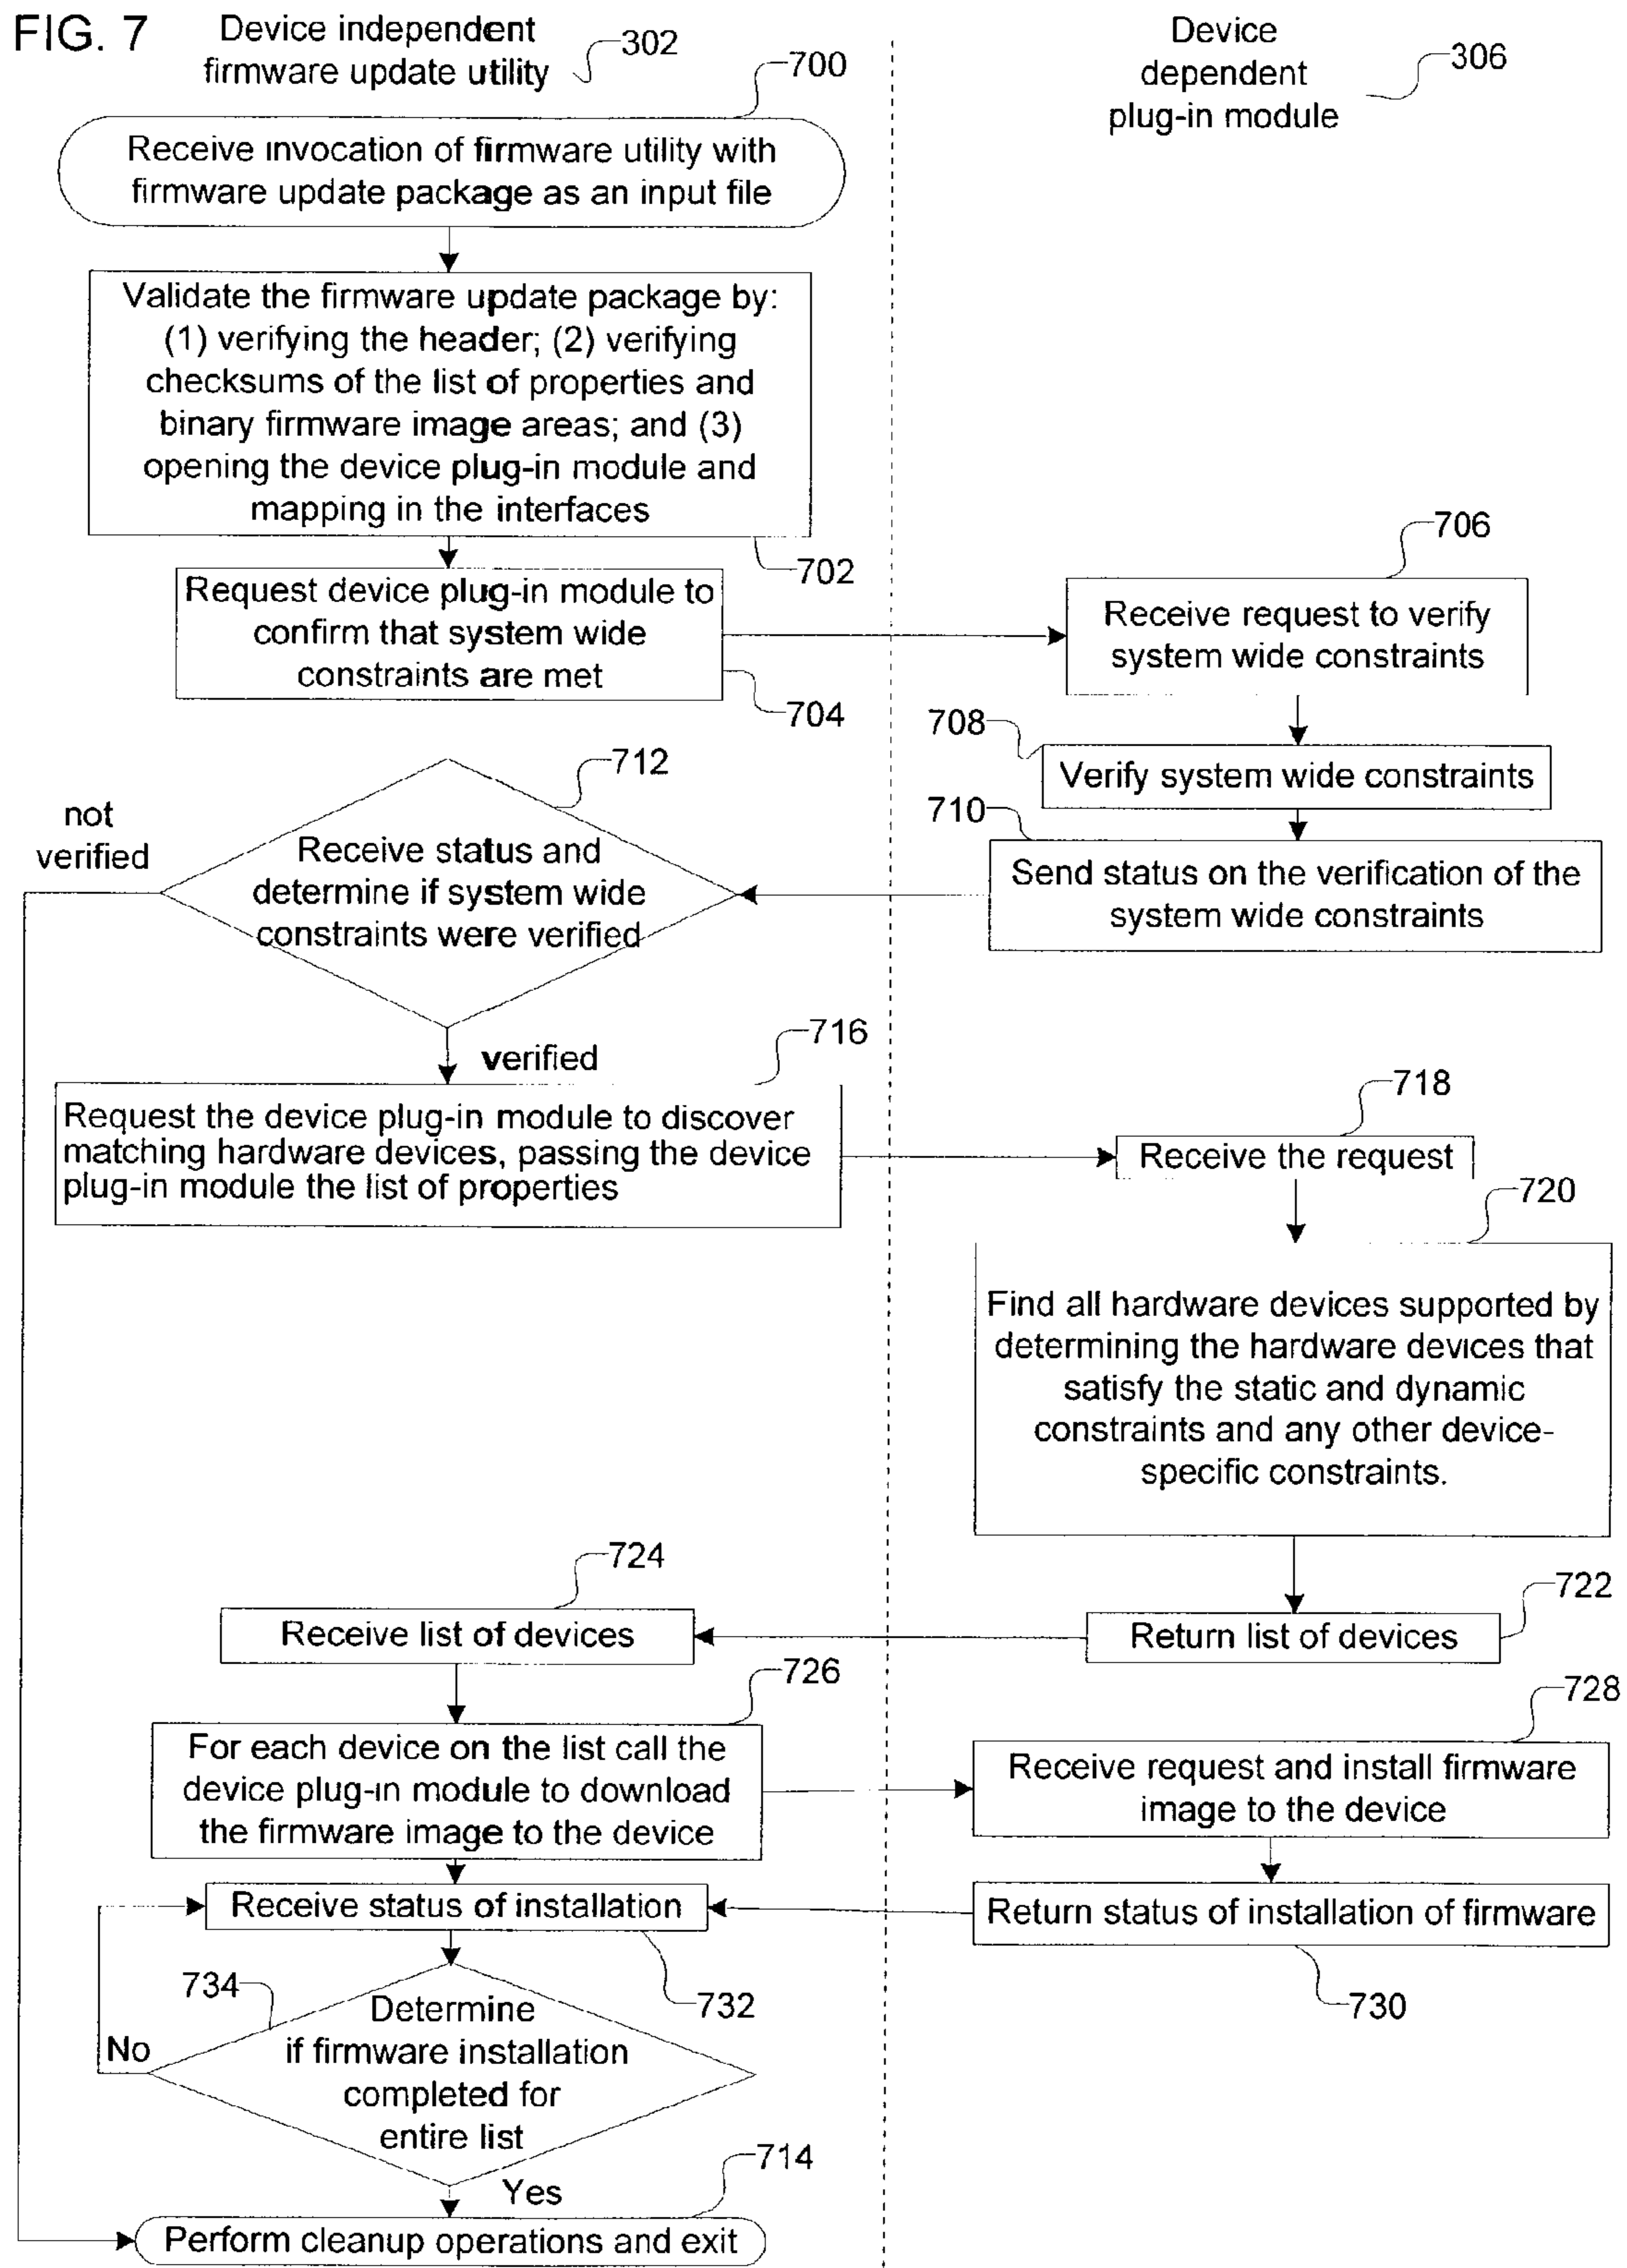 FIG. 7
Device independent
firmware update utility
302
Device
dependent
plug-in module
306
700
Receive invocation of firmware utility with
firmware update package as an input file
Validate the firmware update package by:
(1) verifying the header; (2) verifying
checksums of the list of properties and
binary firmware image areas; and (3)
opening the device plug-in module and
mapping in the interfaces
702
Request device plug-in module to
confirm that system wide
constraints are met
704
706
Receive request to verify
system wide constraints
708
Verify system wide constraints
710
Send status on the verification of the
system wide constraints
712
not
verified
Receive status and
determine if system wide
constraints were verified
verified
716
Request the device plug-in module to discover
matching hardware devices, passing the device
plug-in module the list of properties
718
Receive the request
720
Find all hardware devices supported by
determining the hardware devices that
satisfy the static and dynamic
constraints and any other device-
specific constraints.
722
Return list of devices
724
Receive list of devices
726
For each device on the list call the
device plug-in module to download
the firmware image to the device
728
Receive request and install firmware
image to the device
Return status of installation of firmware
730
Receive status of installation
732
734
Determine
if firmware installation
completed for
entire list
No
Yes
714
Perform cleanup operations and exit